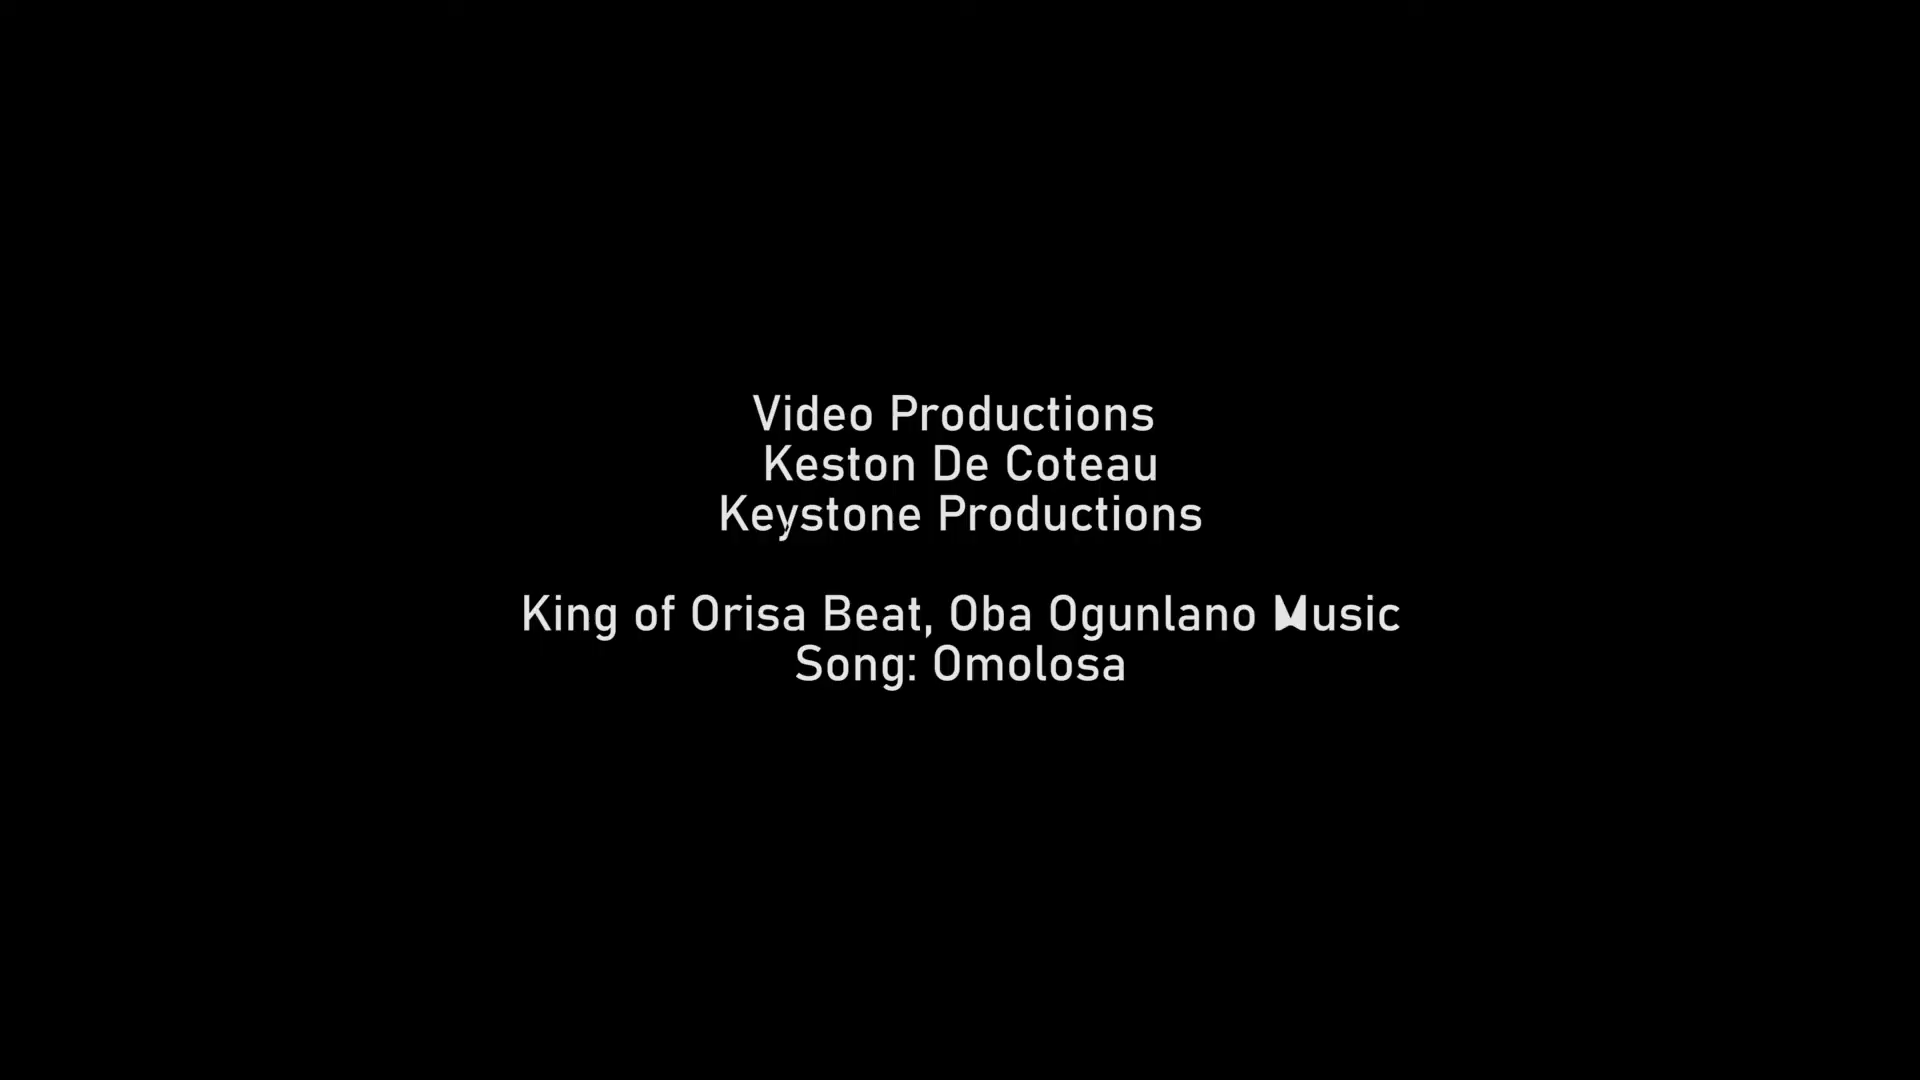 Video Productions
Keston De Coteau
Keystone Productions
King of Orisa Beat, Oba Ogunlano Music
Song: Omolosa